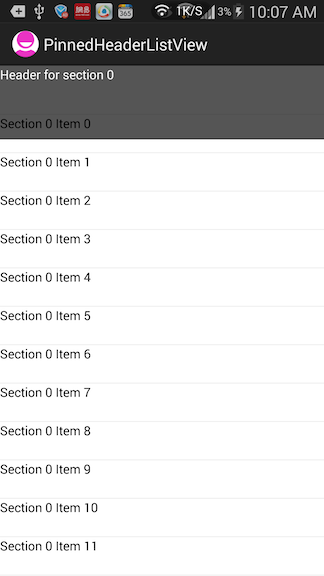 365 1K/S 3% 10:07 AM
PinnedHeaderListView
Header for section 0
Section 0 Item 0
Section 0 Item 1
Section 0 Item 2
Section 0 Item 3
Section 0 Item 4
Section 0 Item 5
Section 0 Item 6
Section 0 Item 7
Section 0 Item 8
Section 0 Item 9
Section 0 Item 10
Section 0 Item 11